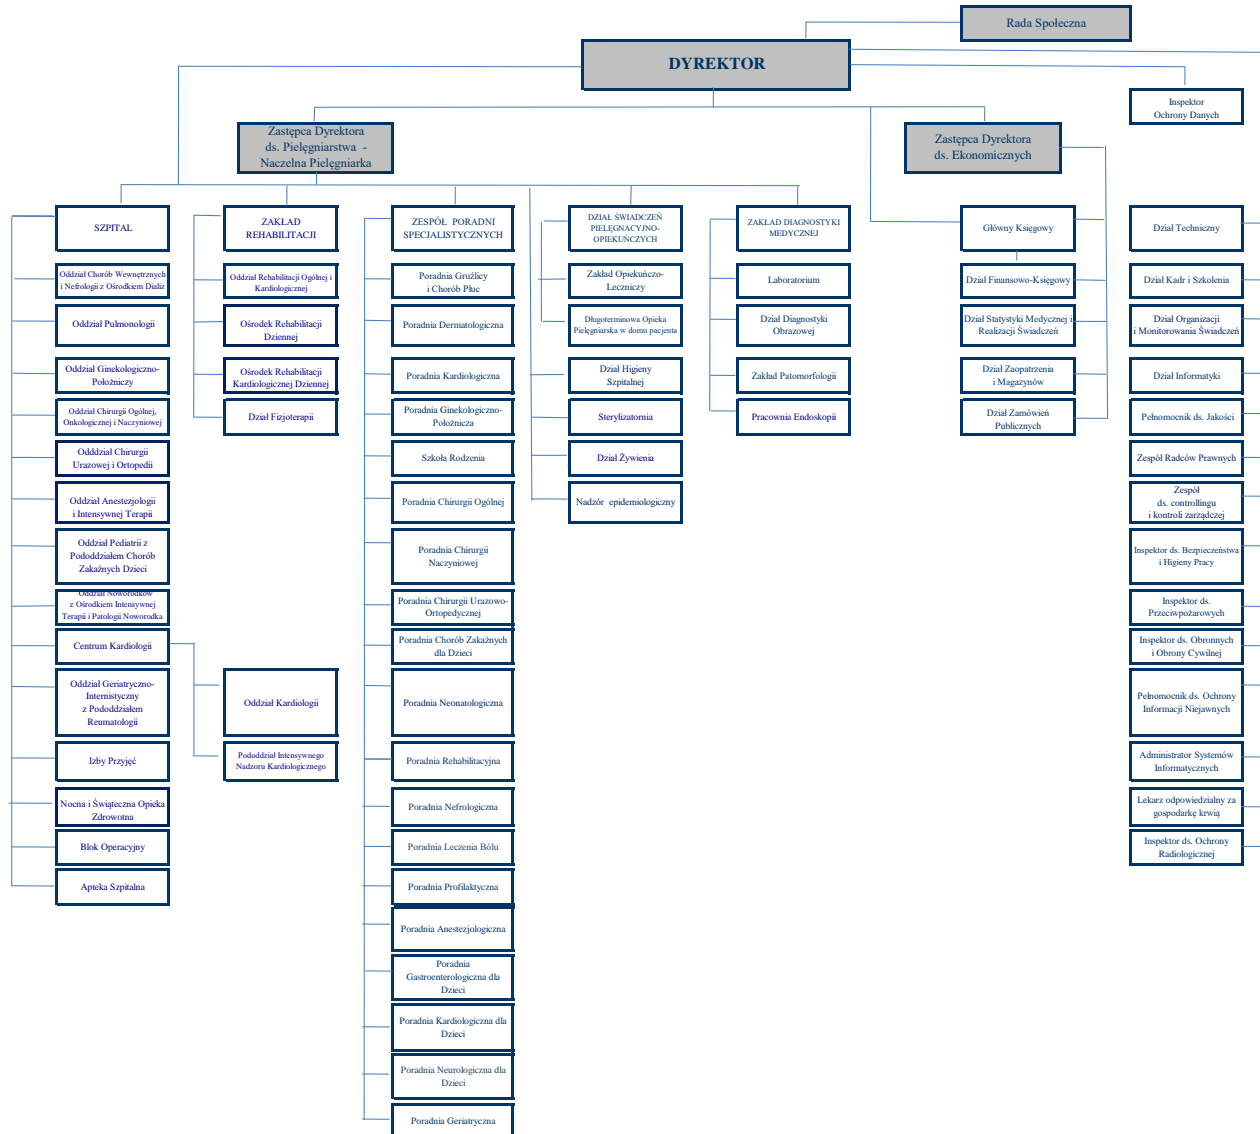 Rada Społeczna
DYREKTOR
Inspektor
Ochrony Danych
Zastępca Dyrektora
ds. Pielęgniarstwa -
Naczelna Pielęgniarka
Zastępca Dyrektora
ds. Ekonomicznych
SZPITAL
Oddział Chorób Wewnętrznych
i Nefrologii z Ośrodkiem Dializ
Oddział Pulmonologii
Oddział Ginekologiczno-
Położniczy
Oddział Chirurgii Ogólnej,
Onkologicznej i Naczyniowej
Odddział Chirurgii
Urazowej i Ortopedii
Oddział Anestezjologii
i Intensywnej Terapii
Oddział Pediatrii z
Pododdziałem Chorób
Zakaźnych Dzieci
Oddział Noworodków
z Ośrodkiem Intensywnej
Terapii i Patologii Noworodka
Centrum Kardiologii
Oddział Geriatryczno-
Internistyczny
z Pododdziałem
Reumatologii
Izby Przyjęć
Nocna i Świąteczna Opieka
Zdrowotna
Blok Operacyjny
Apteka Szpitalna
ZAKŁAD
REHABILITACJI
Oddział Rehabilitacji Ogólnej i
Kardiologicznej
Ośrodek Rehabilitacji
Dziennej
Ośrodek Rehabilitacji
Kardiologicznej Dziennej
Dział Fizjoterapii
Oddział Kardiologii
Pododdział Intensywnego
Nadzoru Kardiologicznego
ZESPÓŁ PORADNI
SPECJALISTYCZNYCH
Poradnia Gruźlicy
i Chorób Płuc
Poradnia Dermatologiczna
Poradnia Kardiologiczna
Poradnia Ginekologiczno-
Położnicza
Szkoła Rodzenia
Poradnia Chirurgii Ogólnej
Poradnia Chirurgii
Naczyniowej
Poradnia Chirurgii Urazowo-
Ortopedycznej
Poradnia Chorób Zakaźnych
dla Dzieci
Poradnia Neonatologiczna
Poradnia Rehabilitacyjna
Poradnia Nefrologiczna
Poradnia Leczenia Bólu
Poradnia Profilaktyczna
Poradnia Anestezjologiczna
Poradnia
Gastroenterologiczna dla
Dzieci
Poradnia Kardiologiczna dla
Dzieci
Poradnia Neurologiczna dla
Dzieci
Poradnia Geriatryczna
DZIAŁ ŚWIADCZEŃ
PIELĘGNACYJNO-
OPIEKUŃCZYCH
Zakład Opiekuńczo-
Leczniczy
Długoterminowa Opieka
Pielęgniarska w domu pacjenta
Dział Higieny
Szpitalnej
Sterylizatornia
Dział Żywienia
Nadzór epidemiologiczny
ZAKŁAD DIAGNOSTYKI
MEDYCZNEJ
Laboratorium
Dział Diagnostyki
Obrazowej
Zakład Patomorfologii
Pracownia Endoskopii
Główny Księgowy
Dział Finansowo-Księgowy
Dział Statystyki Medycznej i
Realizacji Świadczeń
Dział Zaopatrzenia
i Magazynów
Dział Zamówień
Publicznych
Dział Techniczny
Dział Kadr i Szkolenia
Dział Organizacji
i Monitorowania Świadczeń
Dział Informatyki
Pełnomocnik ds. Jakości
Zespół Radców Prawnych
Zespół
ds. controllingu
i kontroli zarządczej
Inspektor ds. Bezpieczeństwa
i Higieny Pracy
Inspektor ds.
Przeciwpożarowych
Inspektor ds. Obronnych
i Obrony Cywilnej
Pełnomocnik ds. Ochrony
Informacji Niejawnych
Administrator Systemów
Informatycznych
Lekarz odpowiedzialny za
gospodarkę krwią
Inspektor ds. Ochrony
Radiologicznej